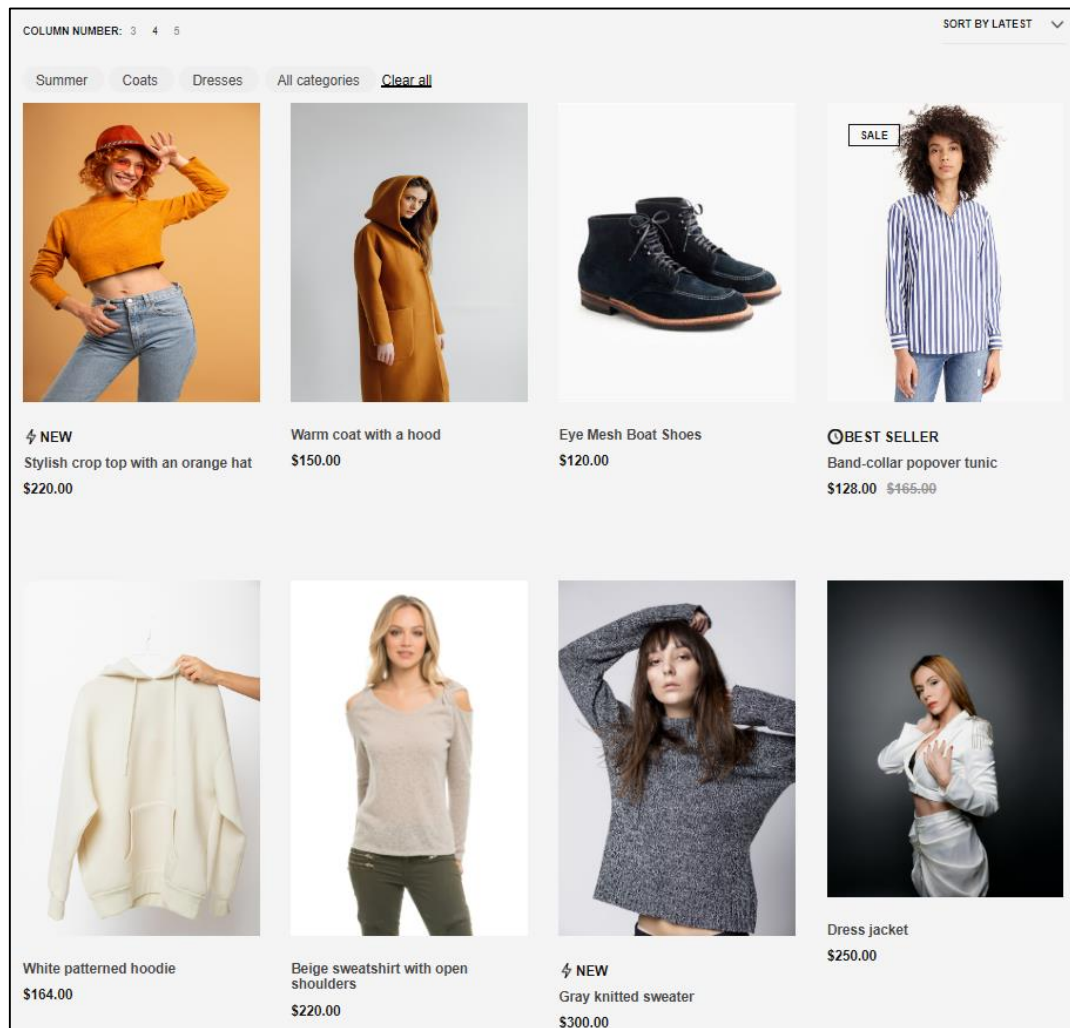 COLUMN NUMBER: 3 4 5
SORT BY LATEST
Summer Coats Dresses All categories Clear all
SALE
NEW
Stylish crop top with an orange hat
$220.00
Warm coat with a hood
$150.00
Eye Mesh Boat Shoes
$120.00
BEST SELLER
Band-collar popover tunic
$128.00 $165.00
White patterned hoodie
$164.00
Beige sweatshirt with open
shoulders
$220.00
NEW
Gray knitted sweater
$300.00
Dress jacket
$250.00